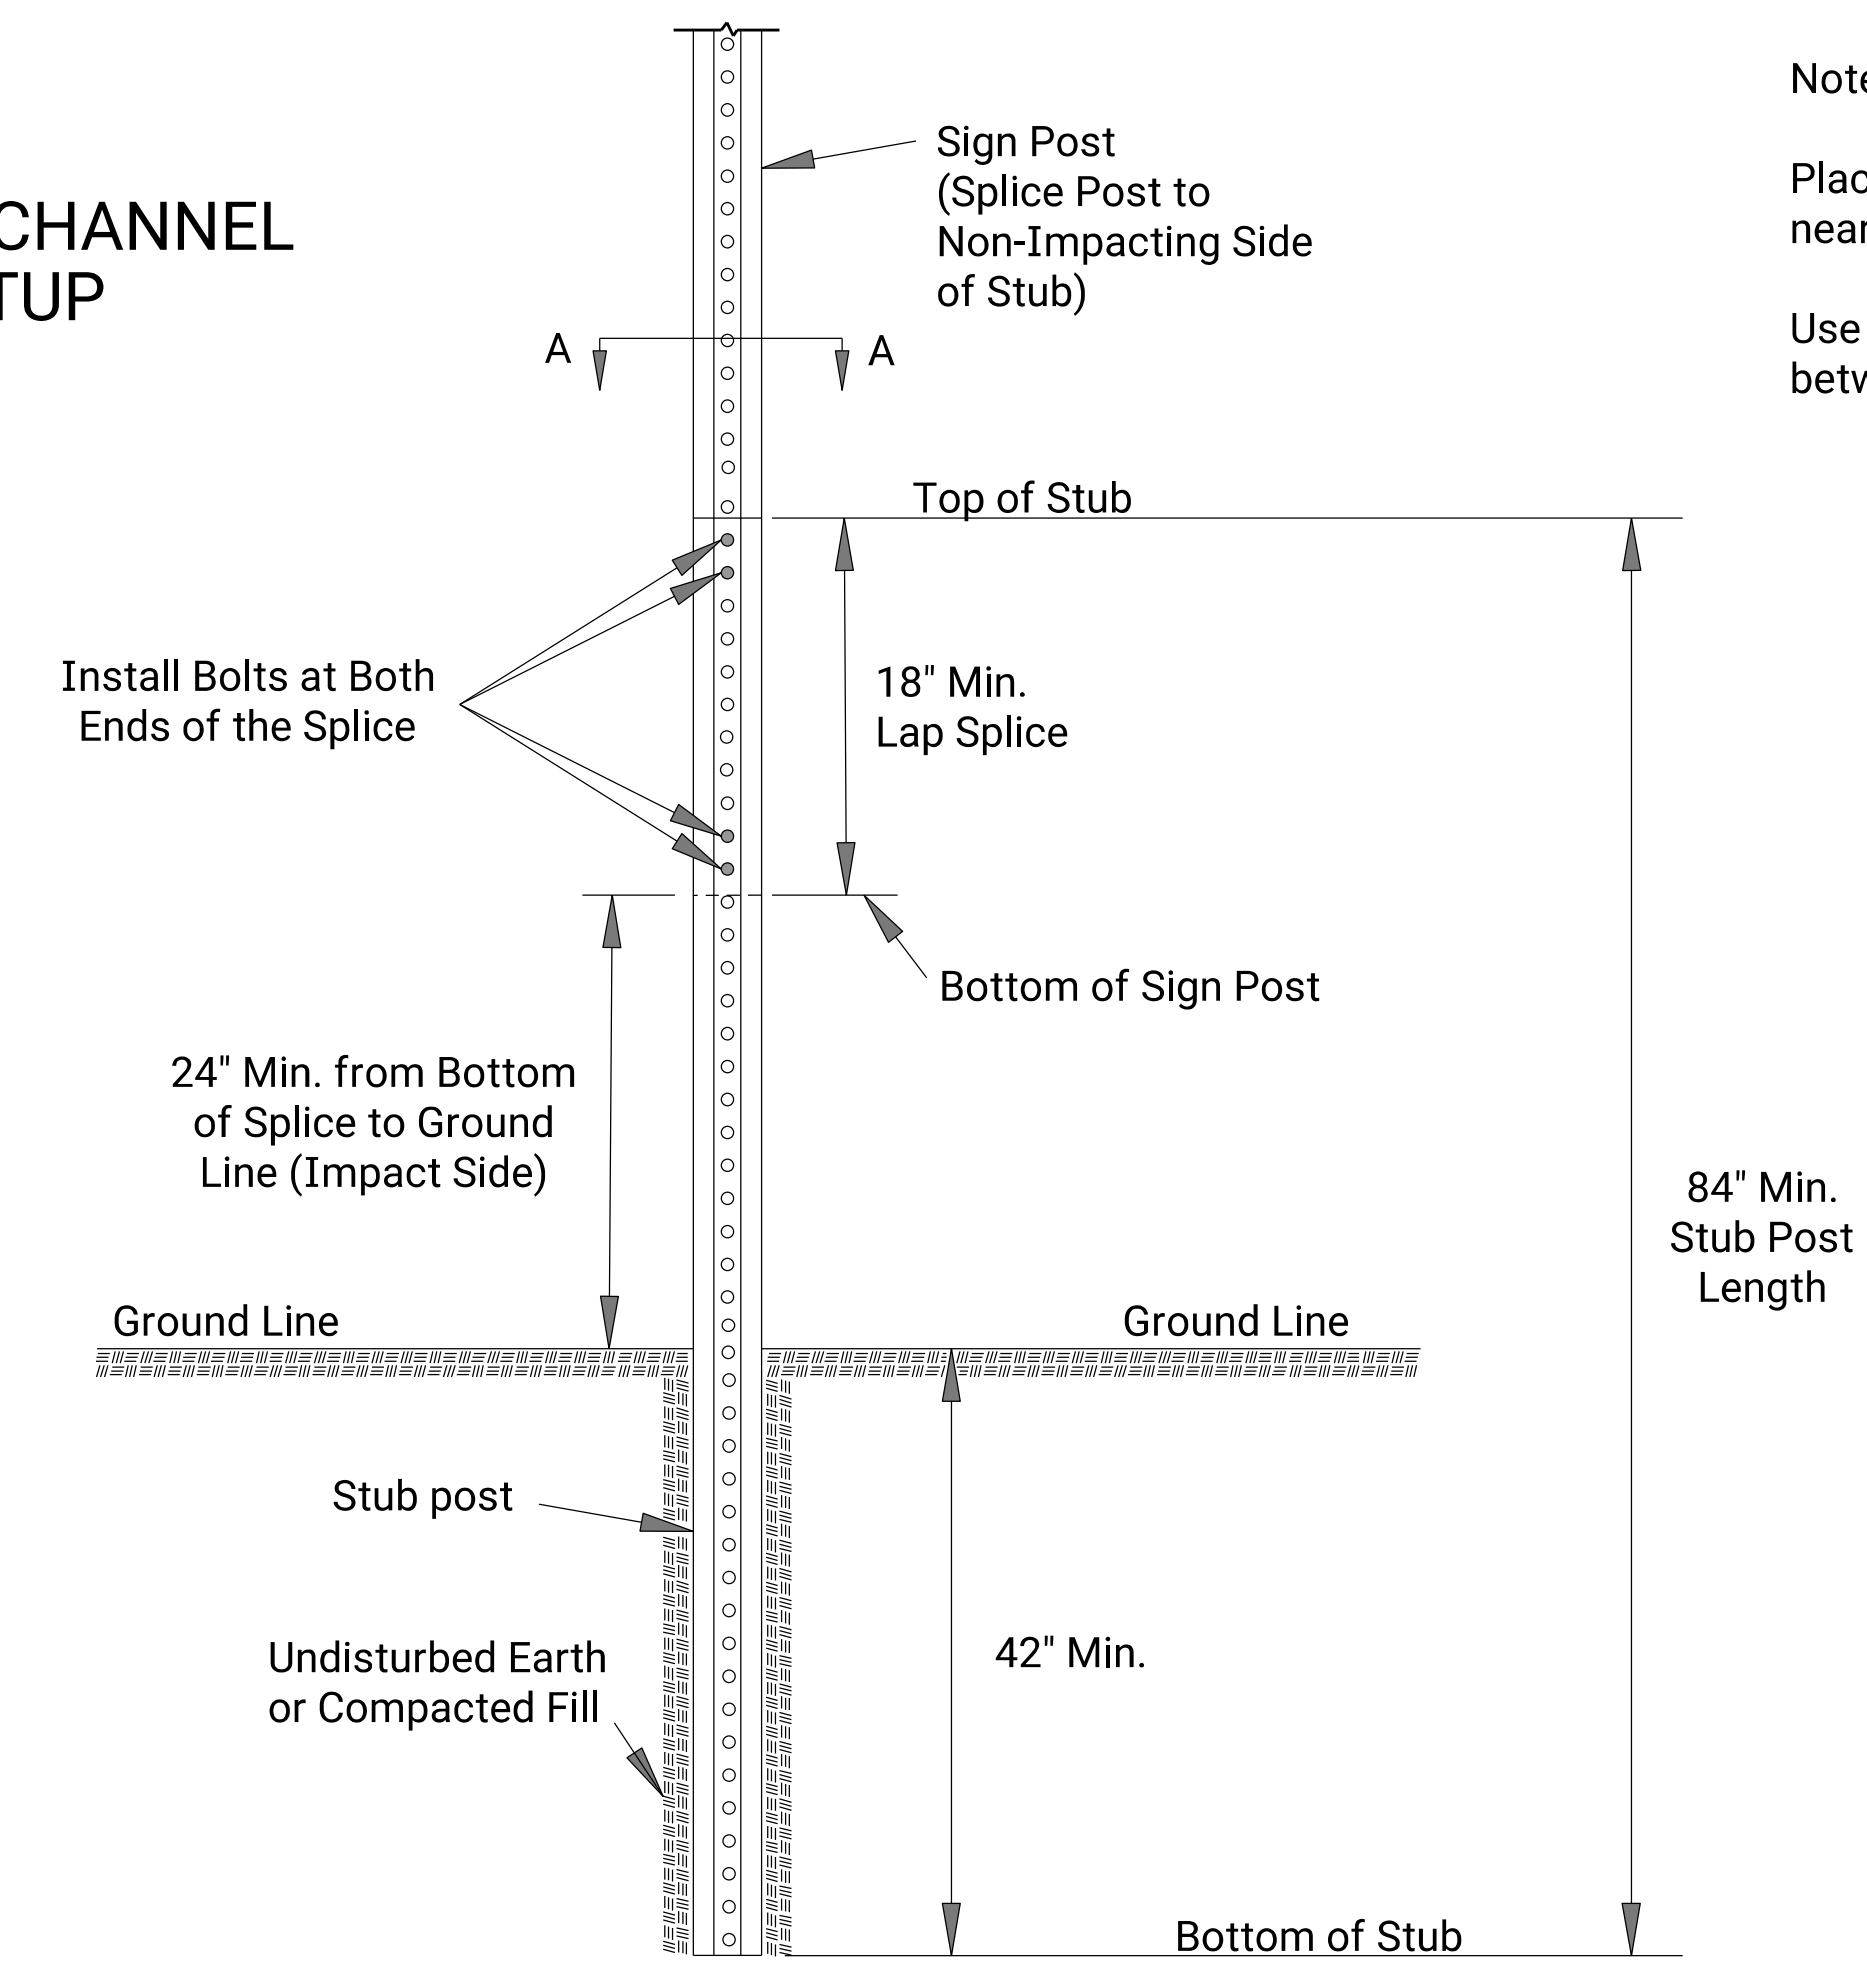 CHANNEL
TUP
Sign Post
(Splice Post to
Non-Impacting Side
of Stub)
A
A
Top of Stub
Install Bolts at Both
Ends of the Splice
18" Min.
Lap Splice
Bottom of Sign Post
24" Min. from Bottom
of Splice to Ground
Line (Impact Side)
84" Min.
Stub Post
Length
Ground Line
Ground Line
Stub post
Undisturbed Earth
or Compacted Fill
42" Min.
Bottom of Stub
Note
Plac
near
Use
betw